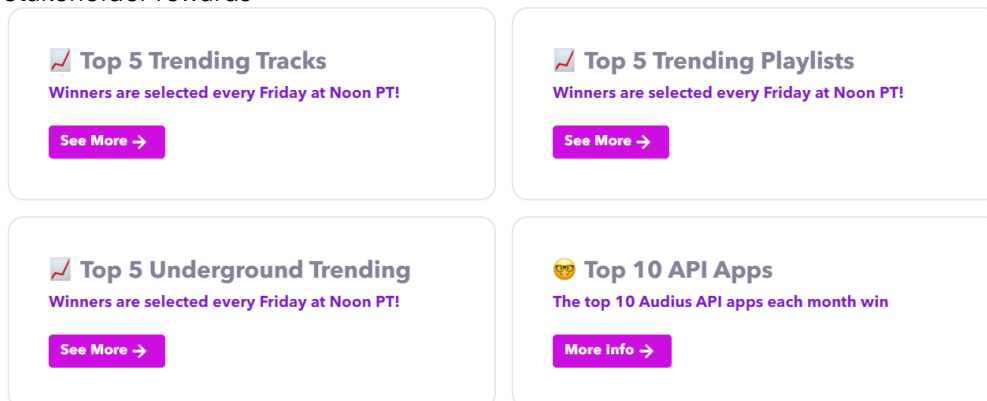 Stakeholder rewards
Top 5 Trending Tracks
Winners are selected every Friday at Noon PT!
See More →
Top 5 Trending Playlists
Winners are selected every Friday at Noon PT!
See More →
Top 5 Underground Trending
Winners are selected every Friday at Noon PT!
See More →
Top 10 API Apps
The top 10 Audius API apps each month win
More Info →